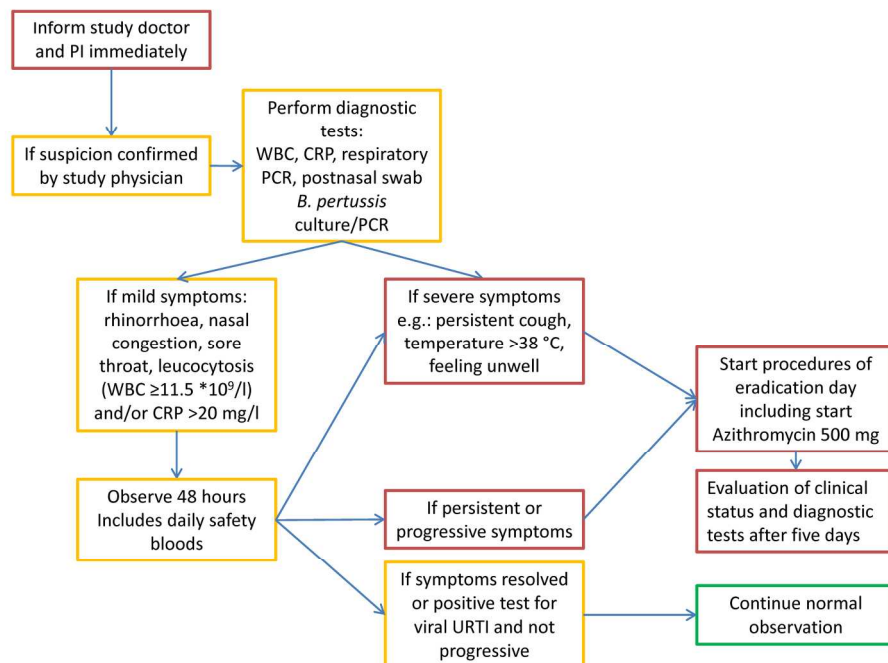 Inform study doctor
and PI immediately
If suspicion confirmed
by study physician
Perform diagnostic
tests:
WBC, CRP, respiratory
PCR, postnasal swab
B. pertussis
culture/PCR
If mild symptoms:
rhinorrhoea, nasal
congestion, sore
throat, leucocytosis
(WBC ≥11.5 *10⁹/l)
and/or CRP >20 mg/l
If severe symptoms
e.g.: persistent cough,
temperature >38 °C,
feeling unwell
Start procedures of
eradication day
including start
Azithromycin 500 mg
Observe 48 hours
Includes daily safety
bloods
If persistent or
progressive symptoms
Evaluation of clinical
status and diagnostic
tests after five days
If symptoms resolved
or positive test for
viral URTI and not
progressive
Continue normal
observation